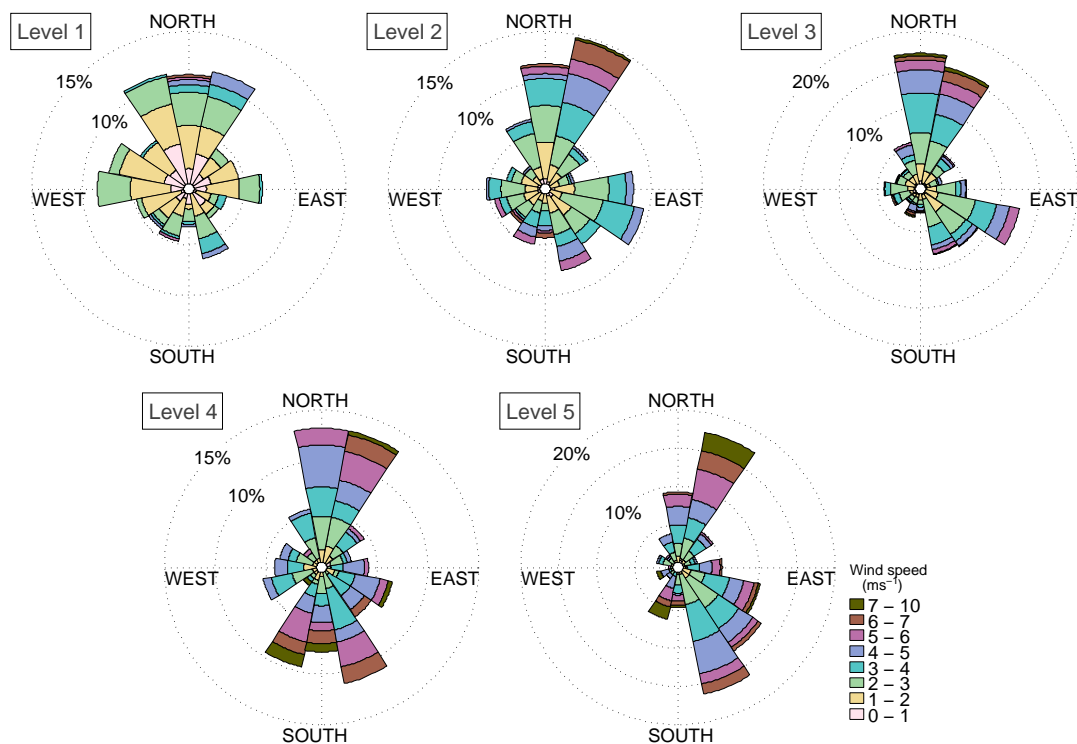 Level 1
NORTH
15%
10%
WEST
EAST
SOUTH
Level 2
NORTH
15%
10%
WEST
EAST
SOUTH
Level 3
NORTH
20%
10%
WEST
EAST
SOUTH
Level 4
NORTH
15%
10%
WEST
EAST
SOUTH
Level 5
NORTH
20%
10%
WEST
EAST
SOUTH
Wind speed
(ms⁻¹)
7 – 10
6 – 7
5 – 6
4 – 5
3 – 4
2 – 3
1 – 2
0 – 1